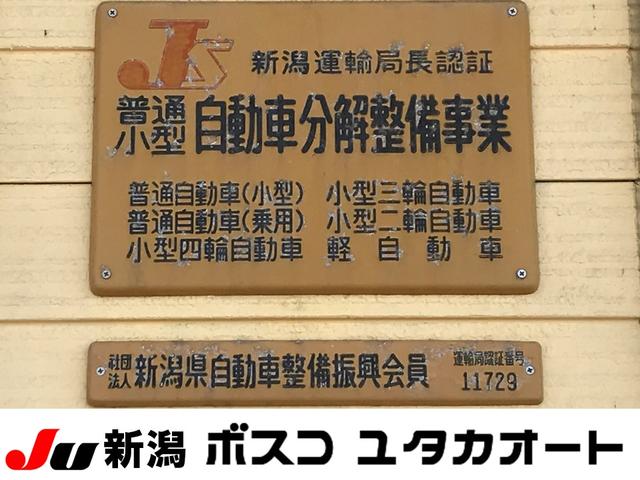 JS 新潟運輸局長認証
普通小型 自動車分解整備事業
普通自動車(小型) 小型三輪自動車
普通自動車(乗用) 小型二輪自動車
小型四輪自動車 軽自動車
社団法人 新潟県自動車整備振興会員 運輸局認証番号 11729
JU 新潟 ボスコ ユタカオート